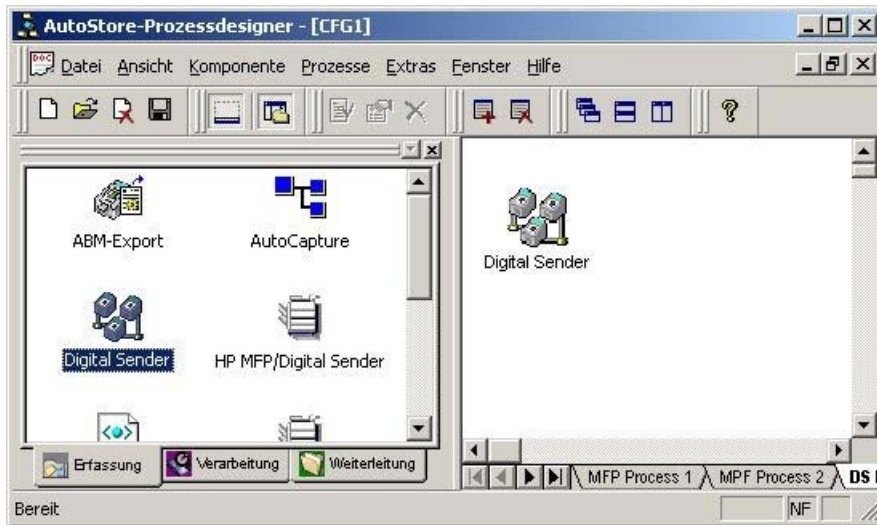 AutoStore-Prozessdesigner - [CFG1]
Datei Ansicht Komponente Prozesse Extras Fenster Hilfe
ABM-Export
AutoCapture
Digital Sender
HP MFP/Digital Sender
Digital Sender
Erfassung
Verarbeitung
Weiterleitung
MFP Process 1
MPF Process 2
DS
Bereit
NF